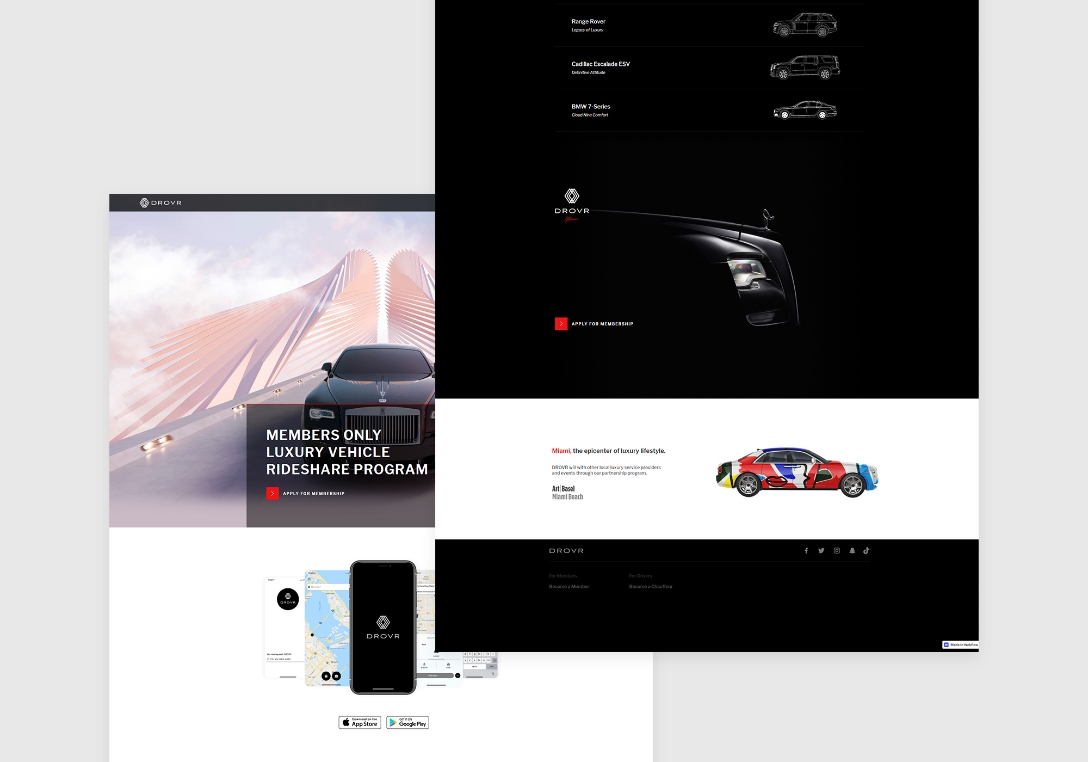 DROVR
MEMBERS ONLY
LUXURY VEHICLE
RIDESHARE PROGRAM
APPLY FOR MEMBERSHIP
DROVR
DROVR
App Store
GET IT ON
Google Play
Range Rover
Legacy of Luxury
Cadillac Escalade ESV
Definitive Attitude
BMW 7-Series
Cloud Nine Comfort
DROVR
APPLY FOR MEMBERSHIP
Miami, the epicenter of luxury lifestyle.
DROVR will with other local luxury service providers
and events through our partnership program.
Art Basel
Miami Beach
DROVR
For Members
For Drivers
Become a Member
Become a Chauffeur
Made in Webflow